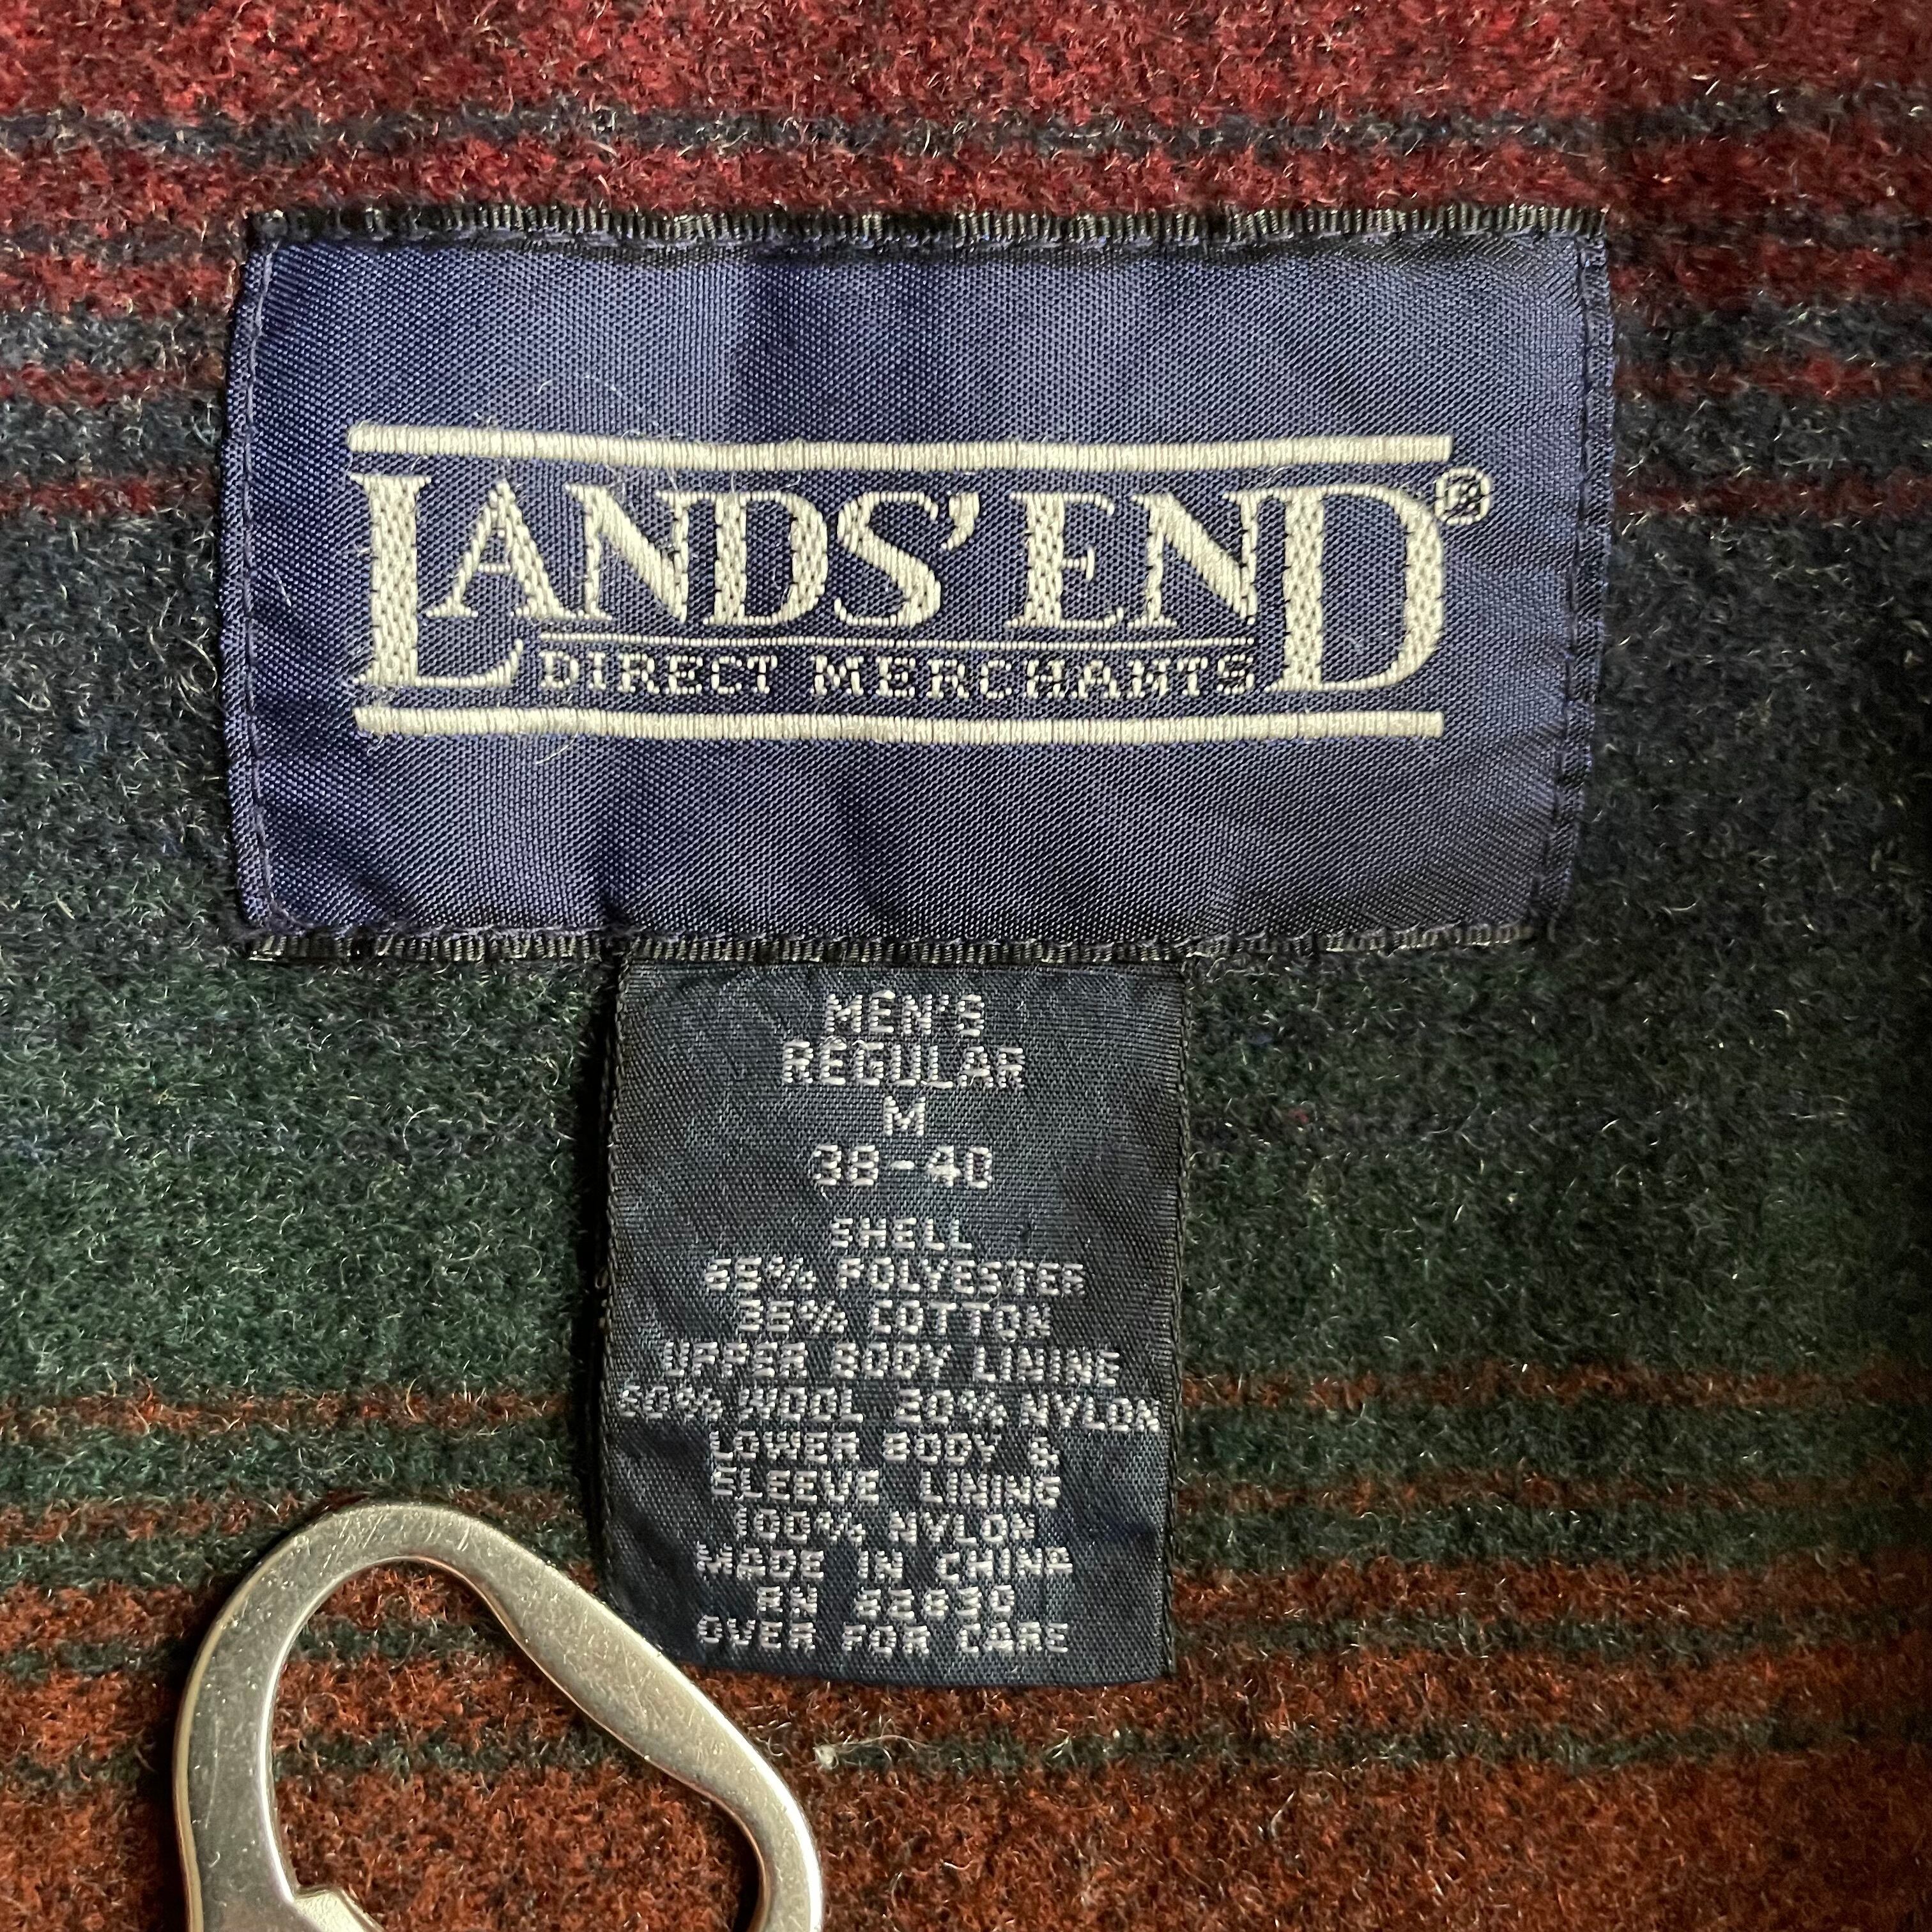 LANDS' END®
DIRECT MERCHANTS
MEN'S
REGULAR
M
38-40
SHELL
65% POLYESTER
35% COTTON
UPPER BODY LINING
80% WOOL 20% NYLON
LOWER BODY &
SLEEVE LINING
100% NYLON
MADE IN CHINA
RN
OVER FOR CARE